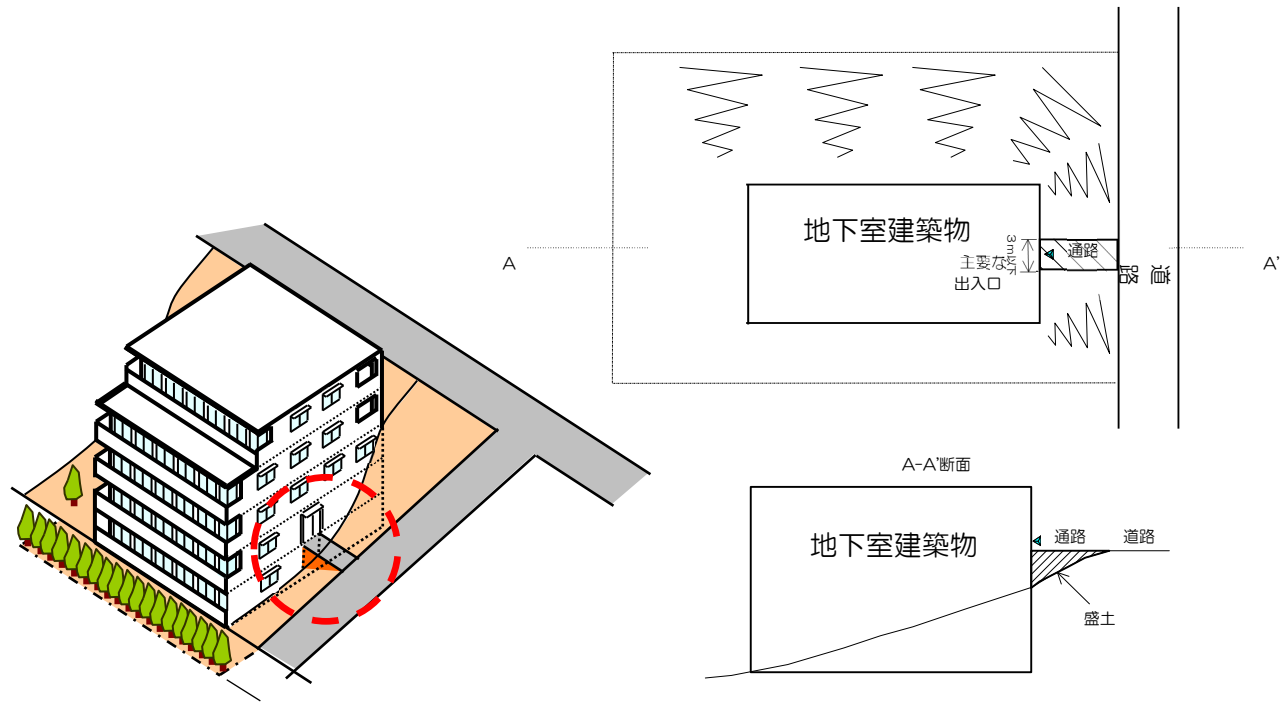 地下室建築物
3m以下
通路
主要な
出入口
道路
A
A'
A-A'断面
地下室建築物
通路
道路
盛土